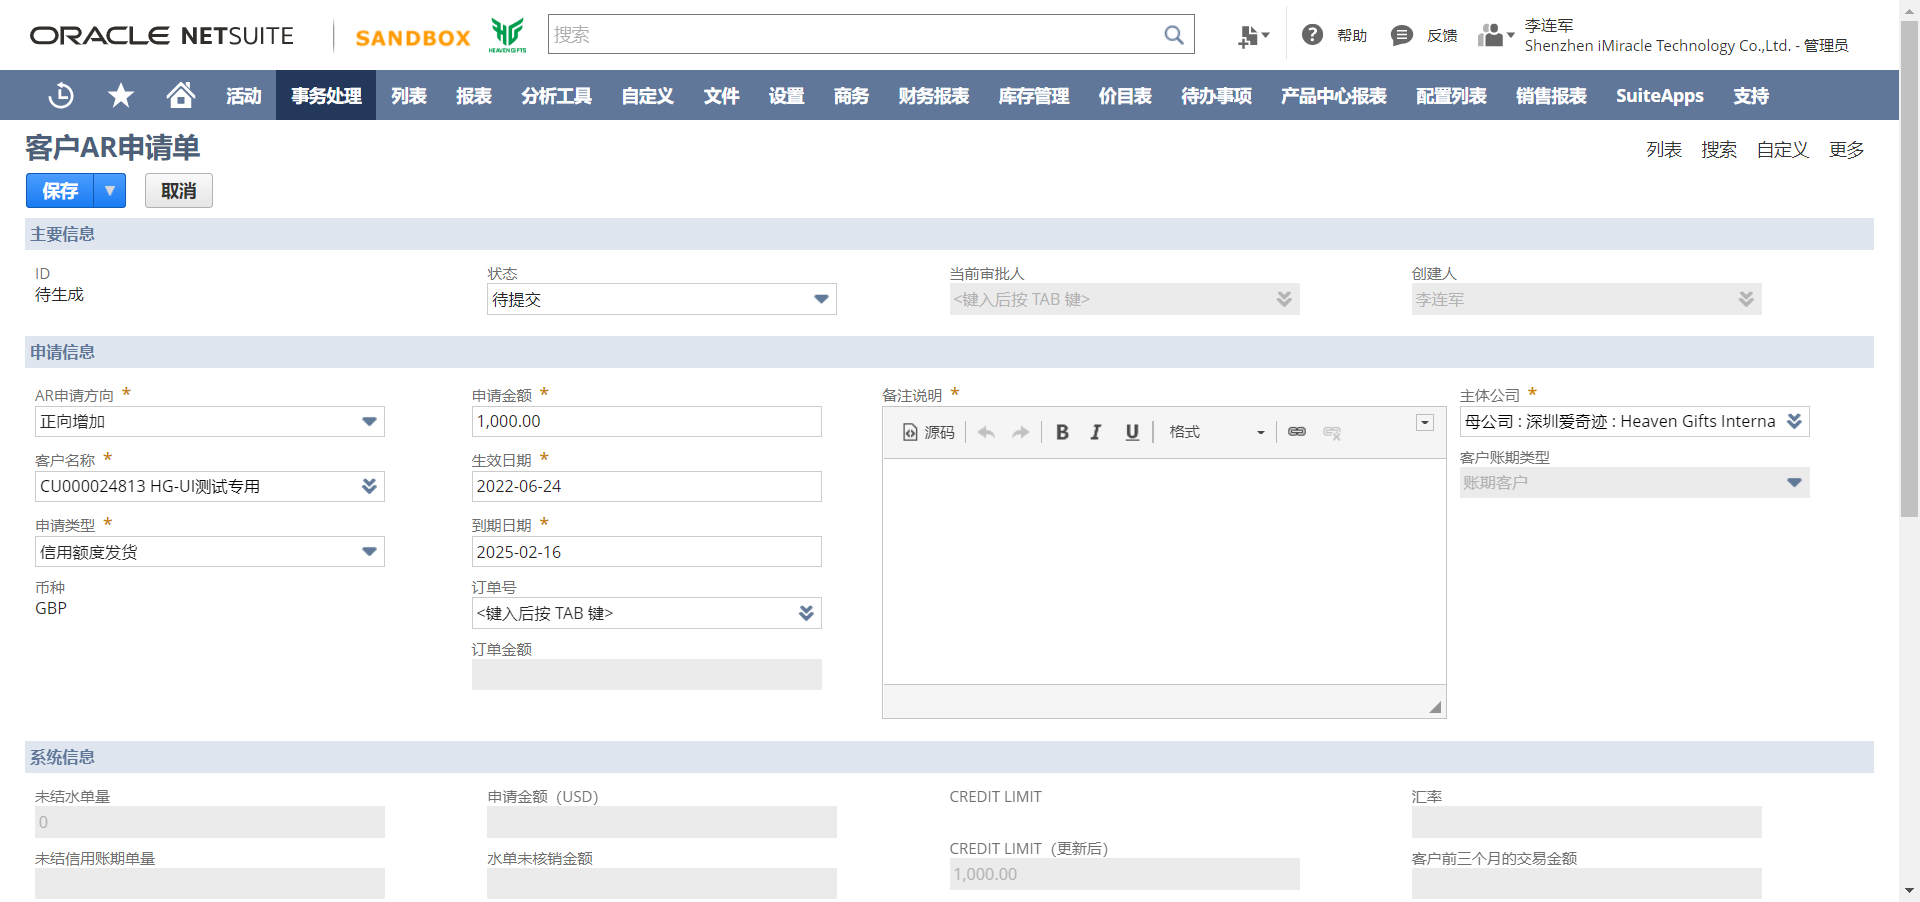 ORACLE NETSUITE
SANDBOX
HEAVEN GIFTS
搜索
帮助
反馈
李连军
Shenzhen iMiracle Technology Co.,Ltd. - 管理员
活动 事务处理 列表 报表 分析工具 自定义 文件 设置 商务 财务报表 库存管理 价目表 待办事项 产品中心报表 配置列表 销售报表 SuiteApps 支持
客户AR申请单
列表 搜索 自定义 更多
保存 取消
主要信息
ID
待生成
状态
待提交
当前审批人
<键入后按 TAB 键>
创建人
李连军
申请信息
AR申请方向 *
正向增加
客户名称 *
CU000024813 HG-UI测试专用
申请类型 *
信用额度发货
币种
GBP
申请金额 *
1,000.00
生效日期 *
2022-06-24
到期日期 *
2025-02-16
订单号
<键入后按 TAB 键>
订单金额
备注说明 *
源码 B I U 格式
主体公司 *
母公司 : 深圳爱奇迹 : Heaven Gifts Interna
客户账期类型
账期客户
系统信息
未结水单量
0
未结信用账期单量
申请金额（USD）
水单未核销金额
CREDIT LIMIT
CREDIT LIMIT（更新后）
1,000.00
汇率
客户前三个月的交易金额